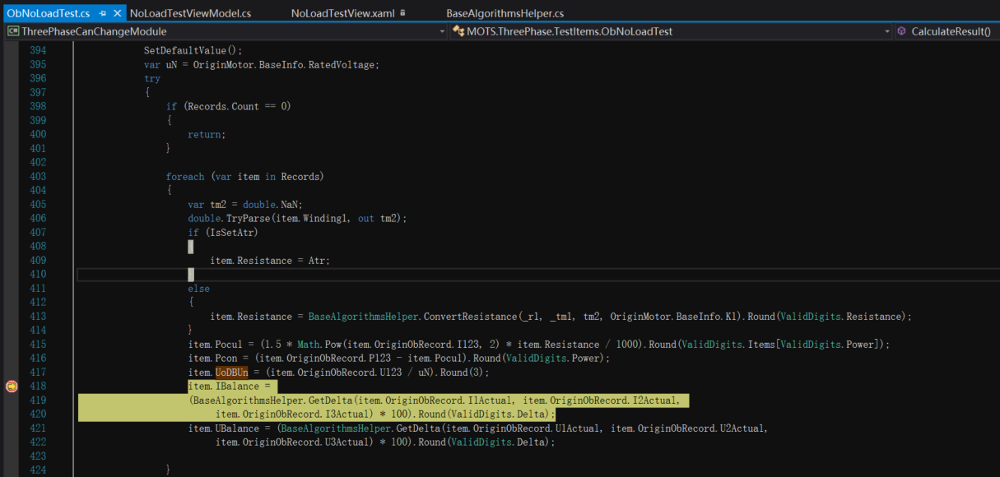 ObNoLoadTest.cs NoLoadTestViewModel.cs NoLoadTestView.xaml BaseAlgorithmsHelper.cs
ThreePhaseCanChangeModule MOTS.ThreePhase.TestItems.ObNoLoadTest CalculateResult()
394 SetDefaultValue();
395 var uN = OriginMotor.BaseInfo.RatedVoltage;
396 try
397 {
398 if (Records.Count == 0)
399 {
400 return;
401 }
402
403 foreach (var item in Records)
404 {
405 var tm2 = double.NaN;
406 double.TryParse(item.Winding1, out tm2);
407 if (IsSetAtr)
408 {
409 item.Resistance = Atr;
410 }
411 else
412 {
413 item.Resistance = BaseAlgorithmsHelper.ConvertResistance(_r1, _tm1, tm2, OriginMotor.BaseInfo.K1).Round(ValidDigits.Resistance);
414 }
415 item.Pocu1 = (1.5 * Math.Pow(item.OriginObRecord.I123, 2) * item.Resistance / 1000).Round(ValidDigits.Items[ValidDigits.Power]);
416 item.Pcon = (item.OriginObRecord.P123 - item.Pocu1).Round(ValidDigits.Power);
417 item.UoDBUn = (item.OriginObRecord.U123 / uN).Round(3);
418 item.IBalance =
419 (BaseAlgorithmsHelper.GetDelta(item.OriginObRecord.I1Actual, item.OriginObRecord.I2Actual,
420 item.OriginObRecord.I3Actual) * 100).Round(ValidDigits.Delta);
421 item.UBalance = (BaseAlgorithmsHelper.GetDelta(item.OriginObRecord.U1Actual, item.OriginObRecord.U2Actual,
422 item.OriginObRecord.U3Actual) * 100).Round(ValidDigits.Delta);
423
424 }